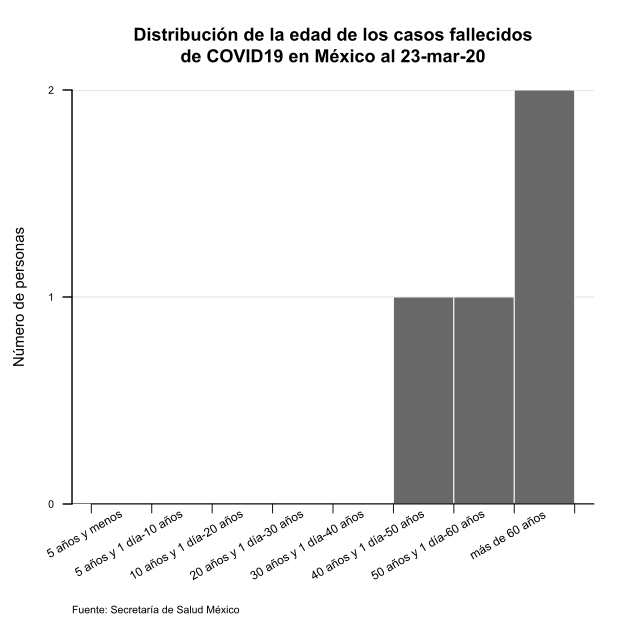 Distribución de la edad de los casos fallecidos
de COVID19 en México al 23-mar-20
Número de personas
2
1
0
5 años y menos
5 años y 1 día-10 años
10 años y 1 día-20 años
20 años y 1 día-30 años
30 años y 1 día-40 años
40 años y 1 día-50 años
50 años y 1 día-60 años
más de 60 años
Fuente: Secretaría de Salud México